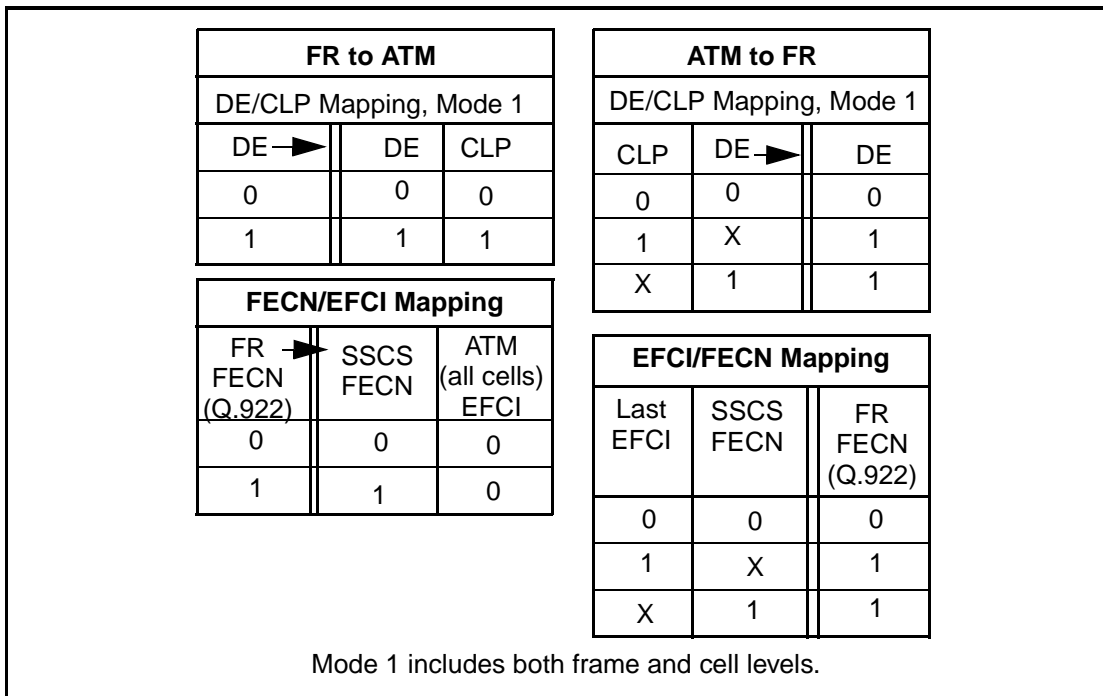 FR to ATM
DE/CLP Mapping, Mode 1
DE DE CLP
0 0 0
1 1 1
FECN/EFCI Mapping
FR SSCS ATM
FECN FECN (all cells)
(Q.922) EFCI
0 0 0
1 1 0
ATM to FR
DE/CLP Mapping, Mode 1
CLP DE DE
0 0 0
1 X 1
X 1 1
EFCI/FECN Mapping
Last SSCS FR
EFCI FECN FECN
(Q.922)
0 0 0
1 X 1
X 1 1
Mode 1 includes both frame and cell levels.